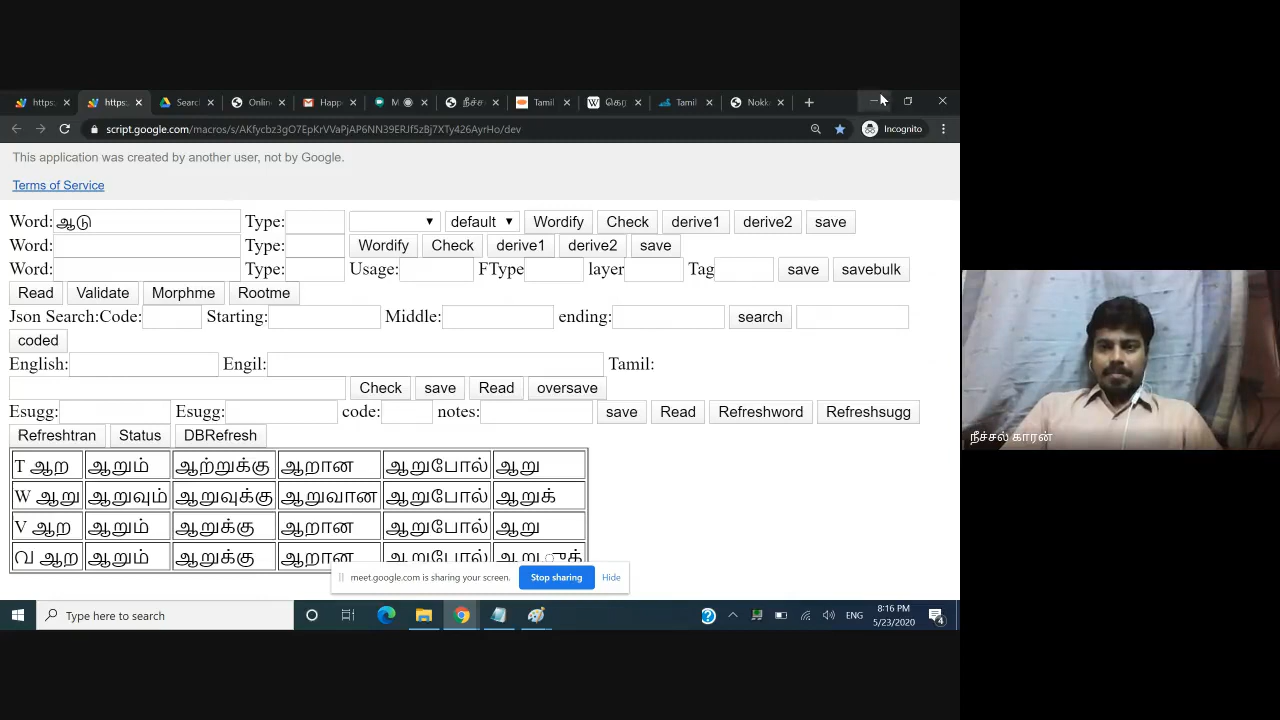 https: https: Search Online Happ M நீச்ச Tamil கொ Tamil Nokk
script.google.com/macros/s/AKfycbz3gO7EpKrVVaPjAP6NN39ERJf5zBj7XTy426AyrHo/dev Incognito
This application was created by another user, not by Google.
Terms of Service
Word: ஆடு Type: default Wordify Check derive1 derive2 save
Word: Type: Wordify Check derive1 derive2 save
Word: Type: Usage: FType layer Tag save savebulk
Read Validate Morphme Rootme
Json Search:Code: Starting: Middle: ending: search
coded
English: Engil: Tamil:
Check save Read oversave
Esugg: Esugg: code: notes: save Read Refreshword Refreshsugg
Refreshtran Status DBRefresh
T ஆற ஆறும் ஆற்றுக்கு ஆறான ஆறுபோல் ஆறு
W ஆறு ஆறுவும் ஆறுவுக்கு ஆறுவான ஆறுபோல் ஆறுக்
V ஆற ஆறும் ஆறுக்கு ஆறான ஆறுபோல் ஆறு
வ ஆற ஆறும் ஆறுக்கு ஆறான ஆறுபோல்
meet.google.com is sharing your screen. Stop sharing Hide
Type here to search ENG 8:16 PM
5/23/2020 4
நீச்சல் காரன்